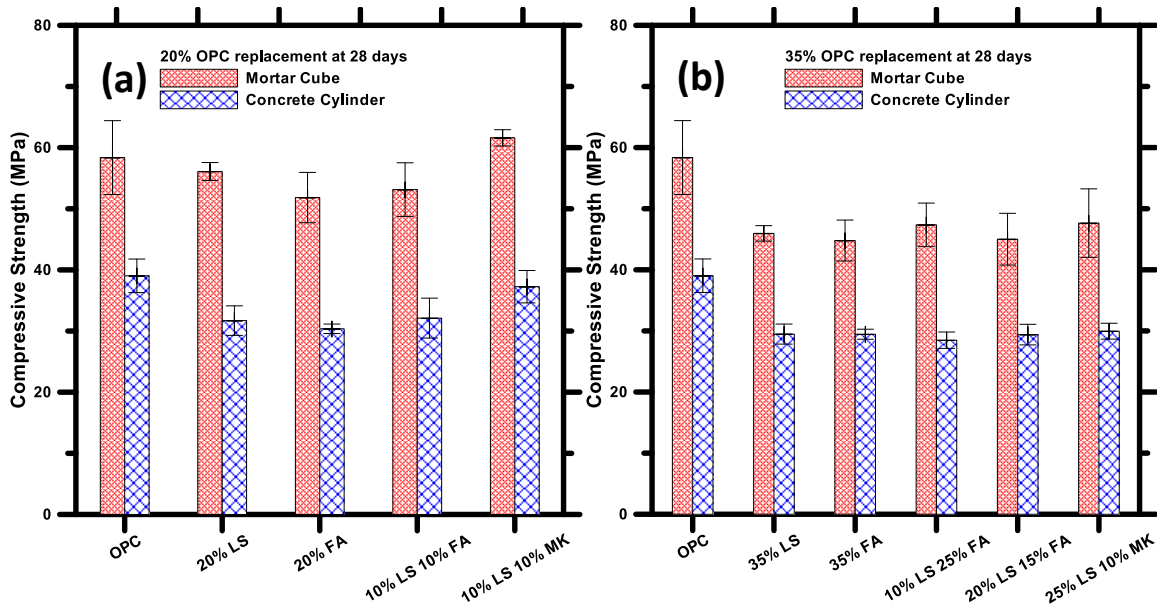 (a)
20% OPC replacement at 28 days
Mortar Cube
Concrete Cylinder
Compressive Strength (MPa)
80
60
40
20
0
OPC
20% LS
20% FA
10% LS 10% FA
10% LS 10% MK
(b)
35% OPC replacement at 28 days
Mortar Cube
Concrete Cylinder
Compressive Strength (MPa)
80
60
40
20
0
OPC
35% LS
35% FA
10% LS 25% FA
20% LS 15% FA
25% LS 10% MK